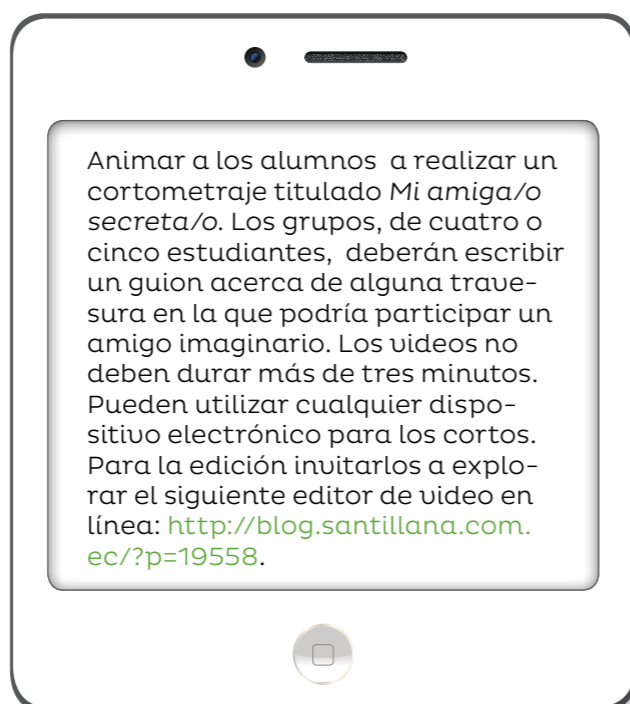 Animar a los alumnos  a realizar un
cortometraje titulado Mi amiga/o
secreta/o. Los grupos, de cuatro o
cinco estudiantes,  deberán escribir
un guion acerca de alguna trave-
sura en la que podría participar un
amigo imaginario. Los videos no
deben durar más de tres minutos.
Pueden utilizar cualquier dispo-
sitivo electrónico para los cortos.
Para la edición invitarlos a explo-
rar el siguiente editor de video en
línea: http://blog.santillana.com.
ec/?p=19558.